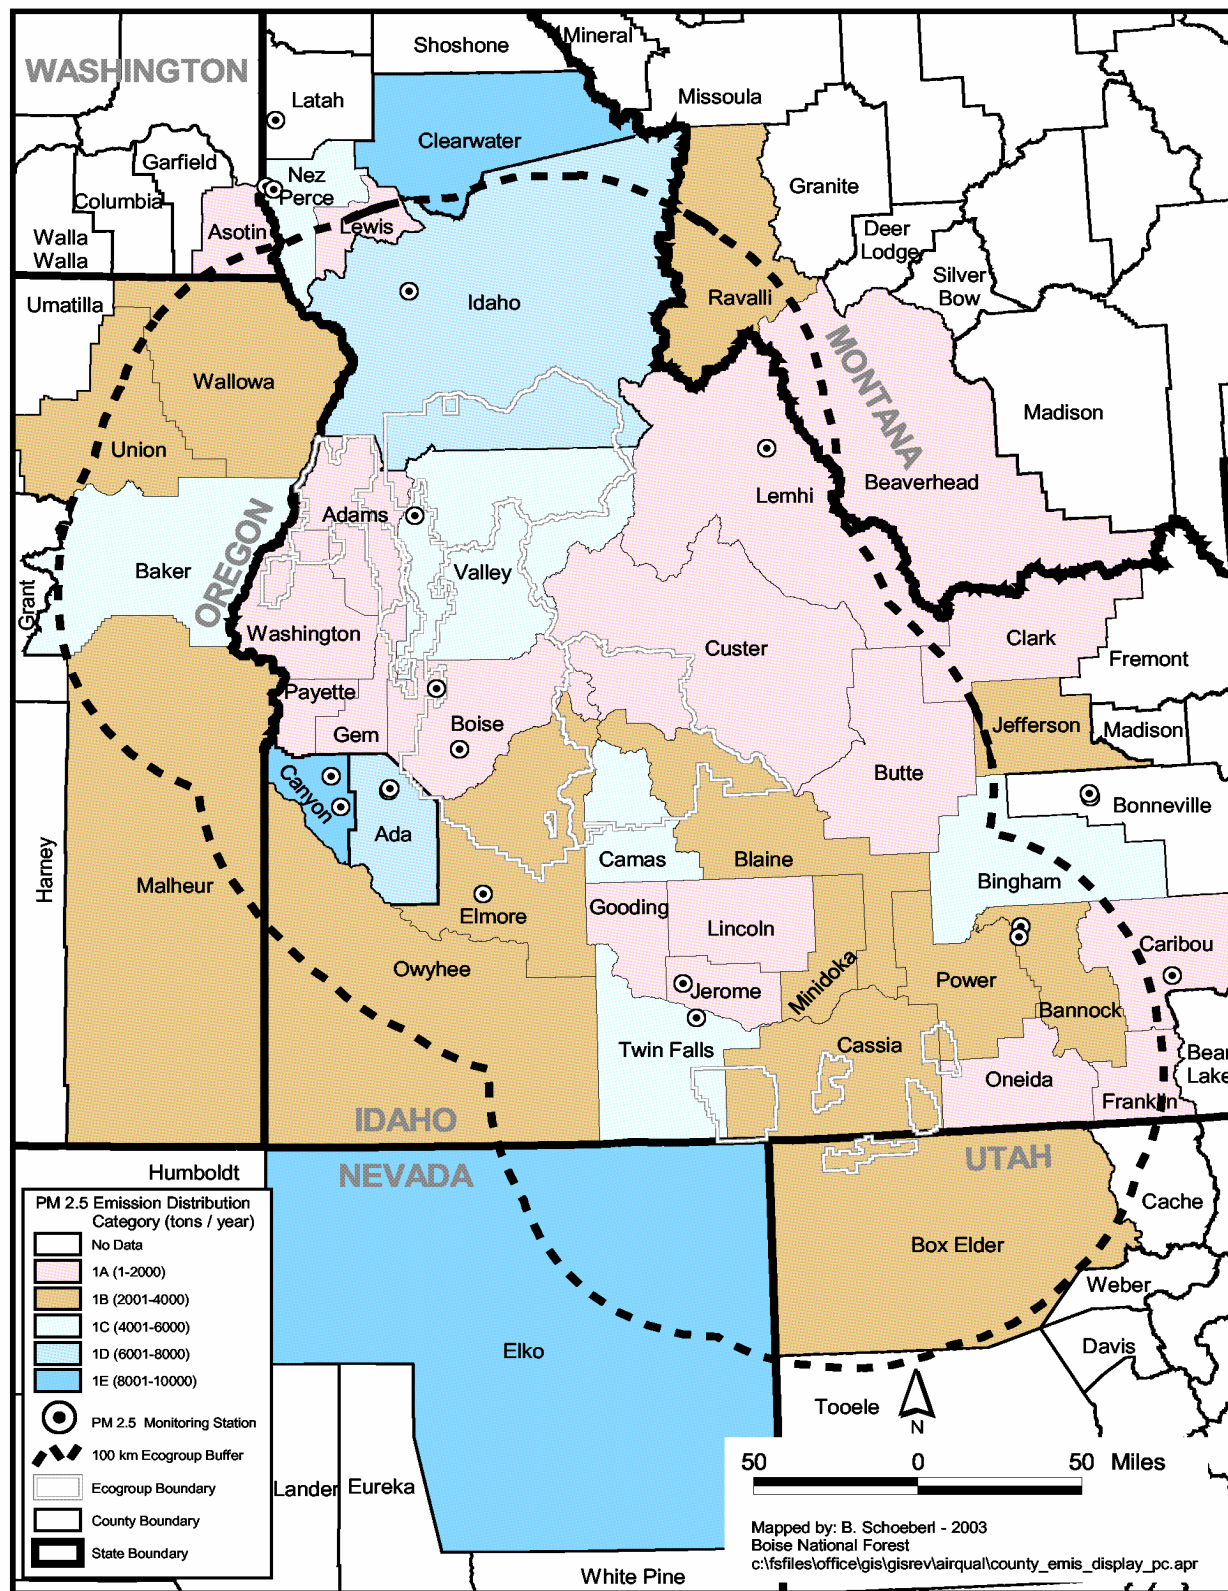 WASHINGTON
Shoshone
Mineral
Latah
Missoula
Clearwater
Garfield
Nez
Perce
Granite
Columbia
Asotin
Lewis
Deer
Lodge
Walla
Walla
Silver
Bow
Umatilla
Idaho
Ravalli
MONTANA
Wallowa
Madison
Union
Beaverhead
Lemhi
Adams
OREGON
Baker
Valley
Grant
Washington
Custer
Clark
Fremont
Payette
Boise
Gem
Jefferson
Madison
Canyon
Butte
Bonneville
Ada
Harney
Camas
Blaine
Malheur
Bingham
Gooding
Elmore
Lincoln
Caribou
Owyhee
Minidoka
Jerome
Power
Bannock
Twin Falls
Cassia
Bear
Lake
Oneida
Franklin
IDAHO
UTAH
Humboldt
NEVADA
Cache
Box Elder
Weber
Elko
Davis
Tooele
N
Lander
Eureka
White Pine
PM 2.5 Emission Distribution
Category (tons / year)
No Data
1A (1-2000)
1B (2001-4000)
1C (4001-6000)
1D (6001-8000)
1E (8001-10000)
PM 2.5 Monitoring Station
100 km Ecogroup Buffer
Ecogroup Boundary
County Boundary
State Boundary
50 0 50 Miles
Mapped by: B. Schoeberl - 2003
Boise National Forest
c:\fsfiles\office\gis\gisrev\airqual\county_emis_display_pc.apr